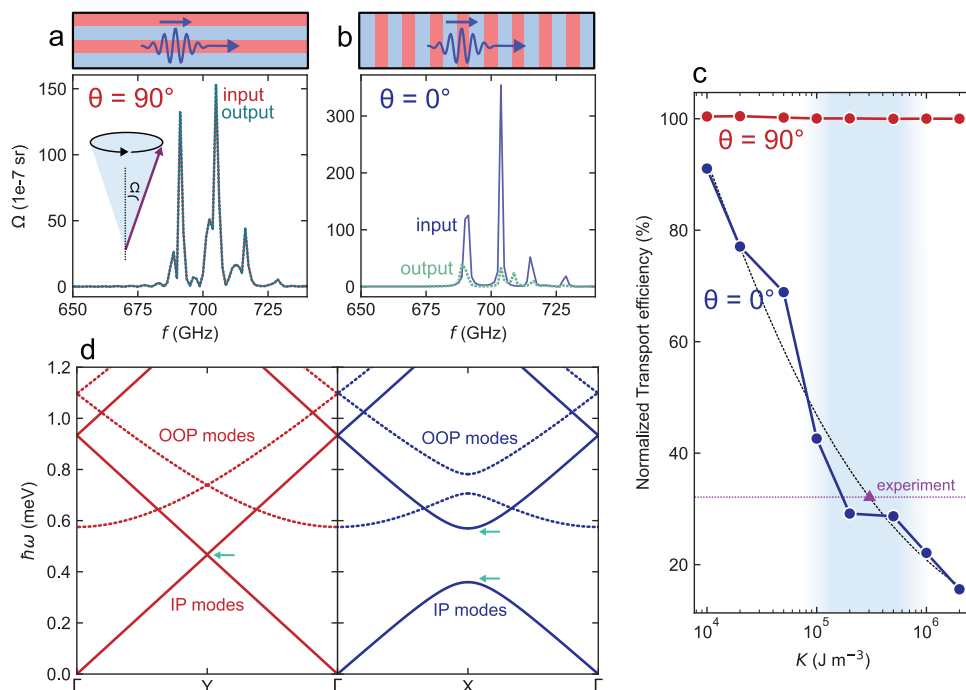 a
θ = 90°
input
output
Ω
Ω (1e-7 sr)
150
100
50
0
650
675
700
725
f (GHz)
b
θ = 0°
input
output
300
200
100
0
650
675
700
725
f (GHz)
c
θ = 90°
θ = 0°
experiment
Normalized Transport efficiency (%)
100
80
60
40
20
10⁴
10⁵
10⁶
K (J m⁻³)
d
OOP modes
IP modes
OOP modes
IP modes
ħω (meV)
1.2
1.0
0.8
0.6
0.4
0.2
0.0
Γ
Y
Γ
X
Γ